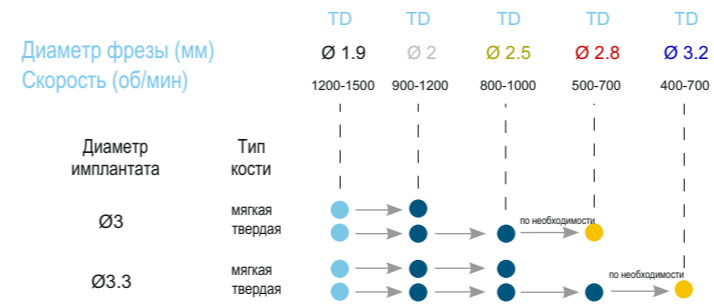 TD TD TD TD TD
Диаметр фрезы (мм) Ø 1.9 Ø 2 Ø 2.5 Ø 2.8 Ø 3.2
Скорость (об/мин) 1200-1500 900-1200 800-1000 500-700 400-700
Диаметр Тип
имплантата кости
Ø3
мягкая
твердая
по необходимости
Ø3.3
мягкая
твердая
по необходимости